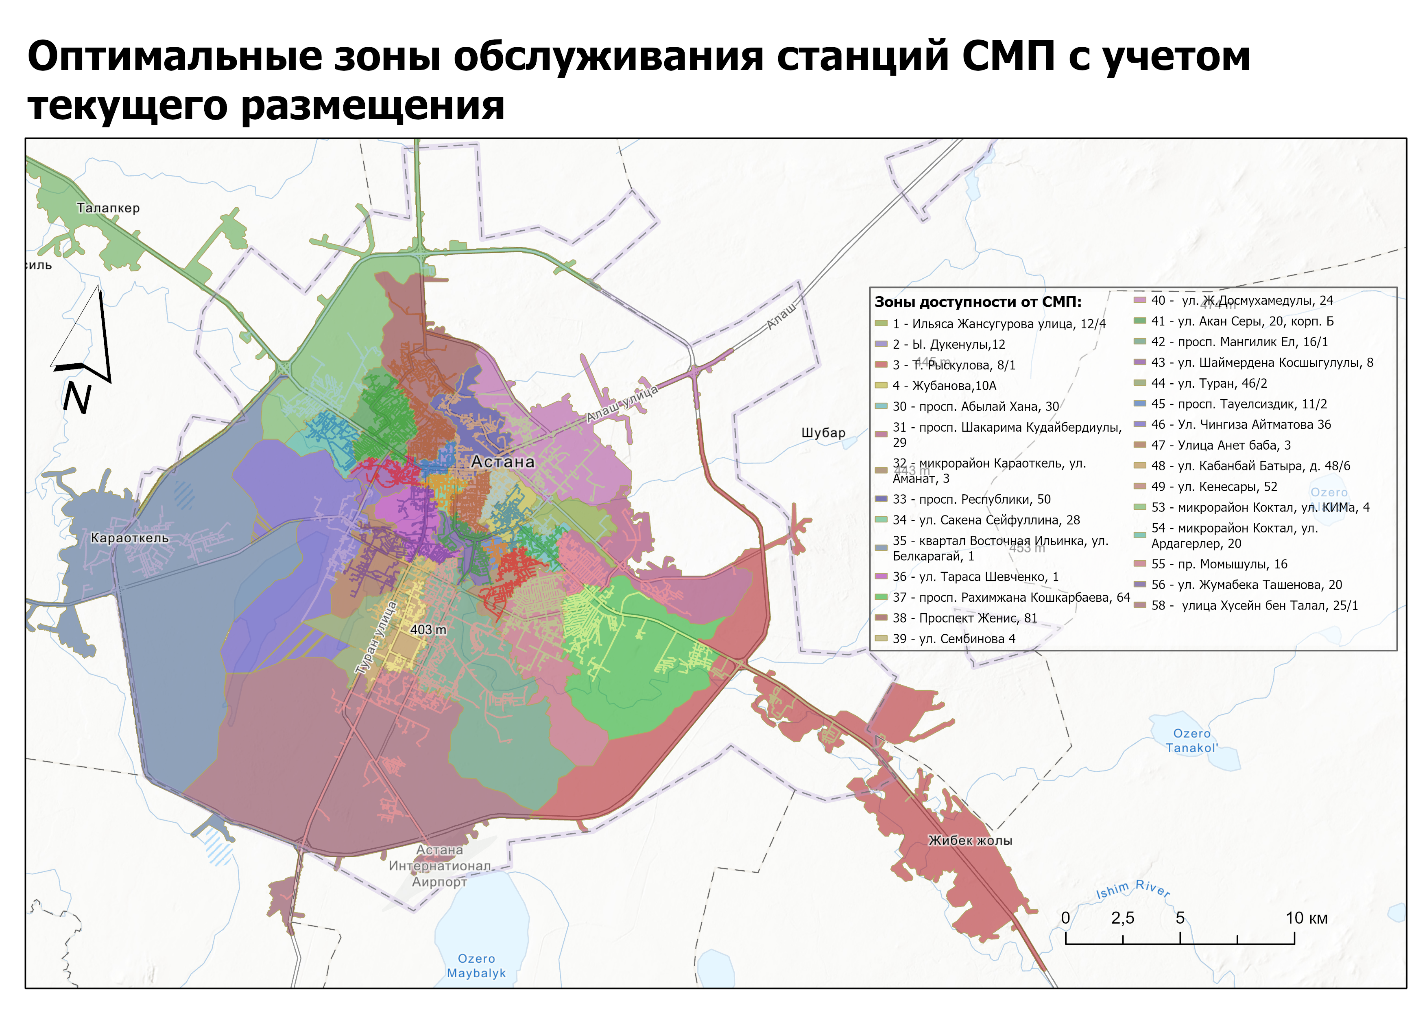 Оптимальные зоны обслуживания станций СМП с учетом
текущего размещения
Талапкер
силь
N
Караоткель
Астана
Алаш улица
Алаш
Шубар
Туран улица
403 m
Астана
Интернационал
Аирпорт
Ozero
Maybalyk
Жибек жолы
Ishim River
Ozero
Tanakol'
Ozero
0 2,5 5 10 км
Зоны доступности от СМП:
1 - Ильяса Жансугурова улица, 12/4
2 - Ы. Дукенулы,12
3 - Т. Рыскулова, 8/1
4 - Жубанова,10А
30 - просп. Абылай Хана, 30
31 - просп. Шакарима Кудайбердиулы,
29
32 - микрорайон Караоткель, ул.
Аманат, 3
33 - просп. Республики, 50
34 - ул. Сакена Сейфуллина, 28
35 - квартал Восточная Ильинка, ул.
Белкарагай, 1
36 - ул. Тараса Шевченко, 1
37 - просп. Рахимжана Кошкарбаева, 64
38 - Проспект Женис, 81
39 - ул. Сембинова 4
40 - ул. Ж.Досмухамедулы, 24
41 - ул. Акан Серы, 20, корп. Б
42 - просп. Мангилик Ел, 16/1
43 - ул. Шаймердена Косшыгулулы, 8
44 - ул. Туран, 46/2
45 - просп. Тауелсиздик, 11/2
46 - Ул. Чингиза Айтматова 36
47 - Улица Анет баба, 3
48 - ул. Кабанбай Батыра, д. 48/6
49 - ул. Кенесары, 52
53 - микрорайон Коктал, ул. КИМа, 4
54 - микрорайон Коктал, ул.
Ардагерлер, 20
55 - пр. Момышулы, 16
56 - ул. Жумабека Ташенова, 20
58 - улица Хусейн бен Талал, 25/1
443 m
453 m